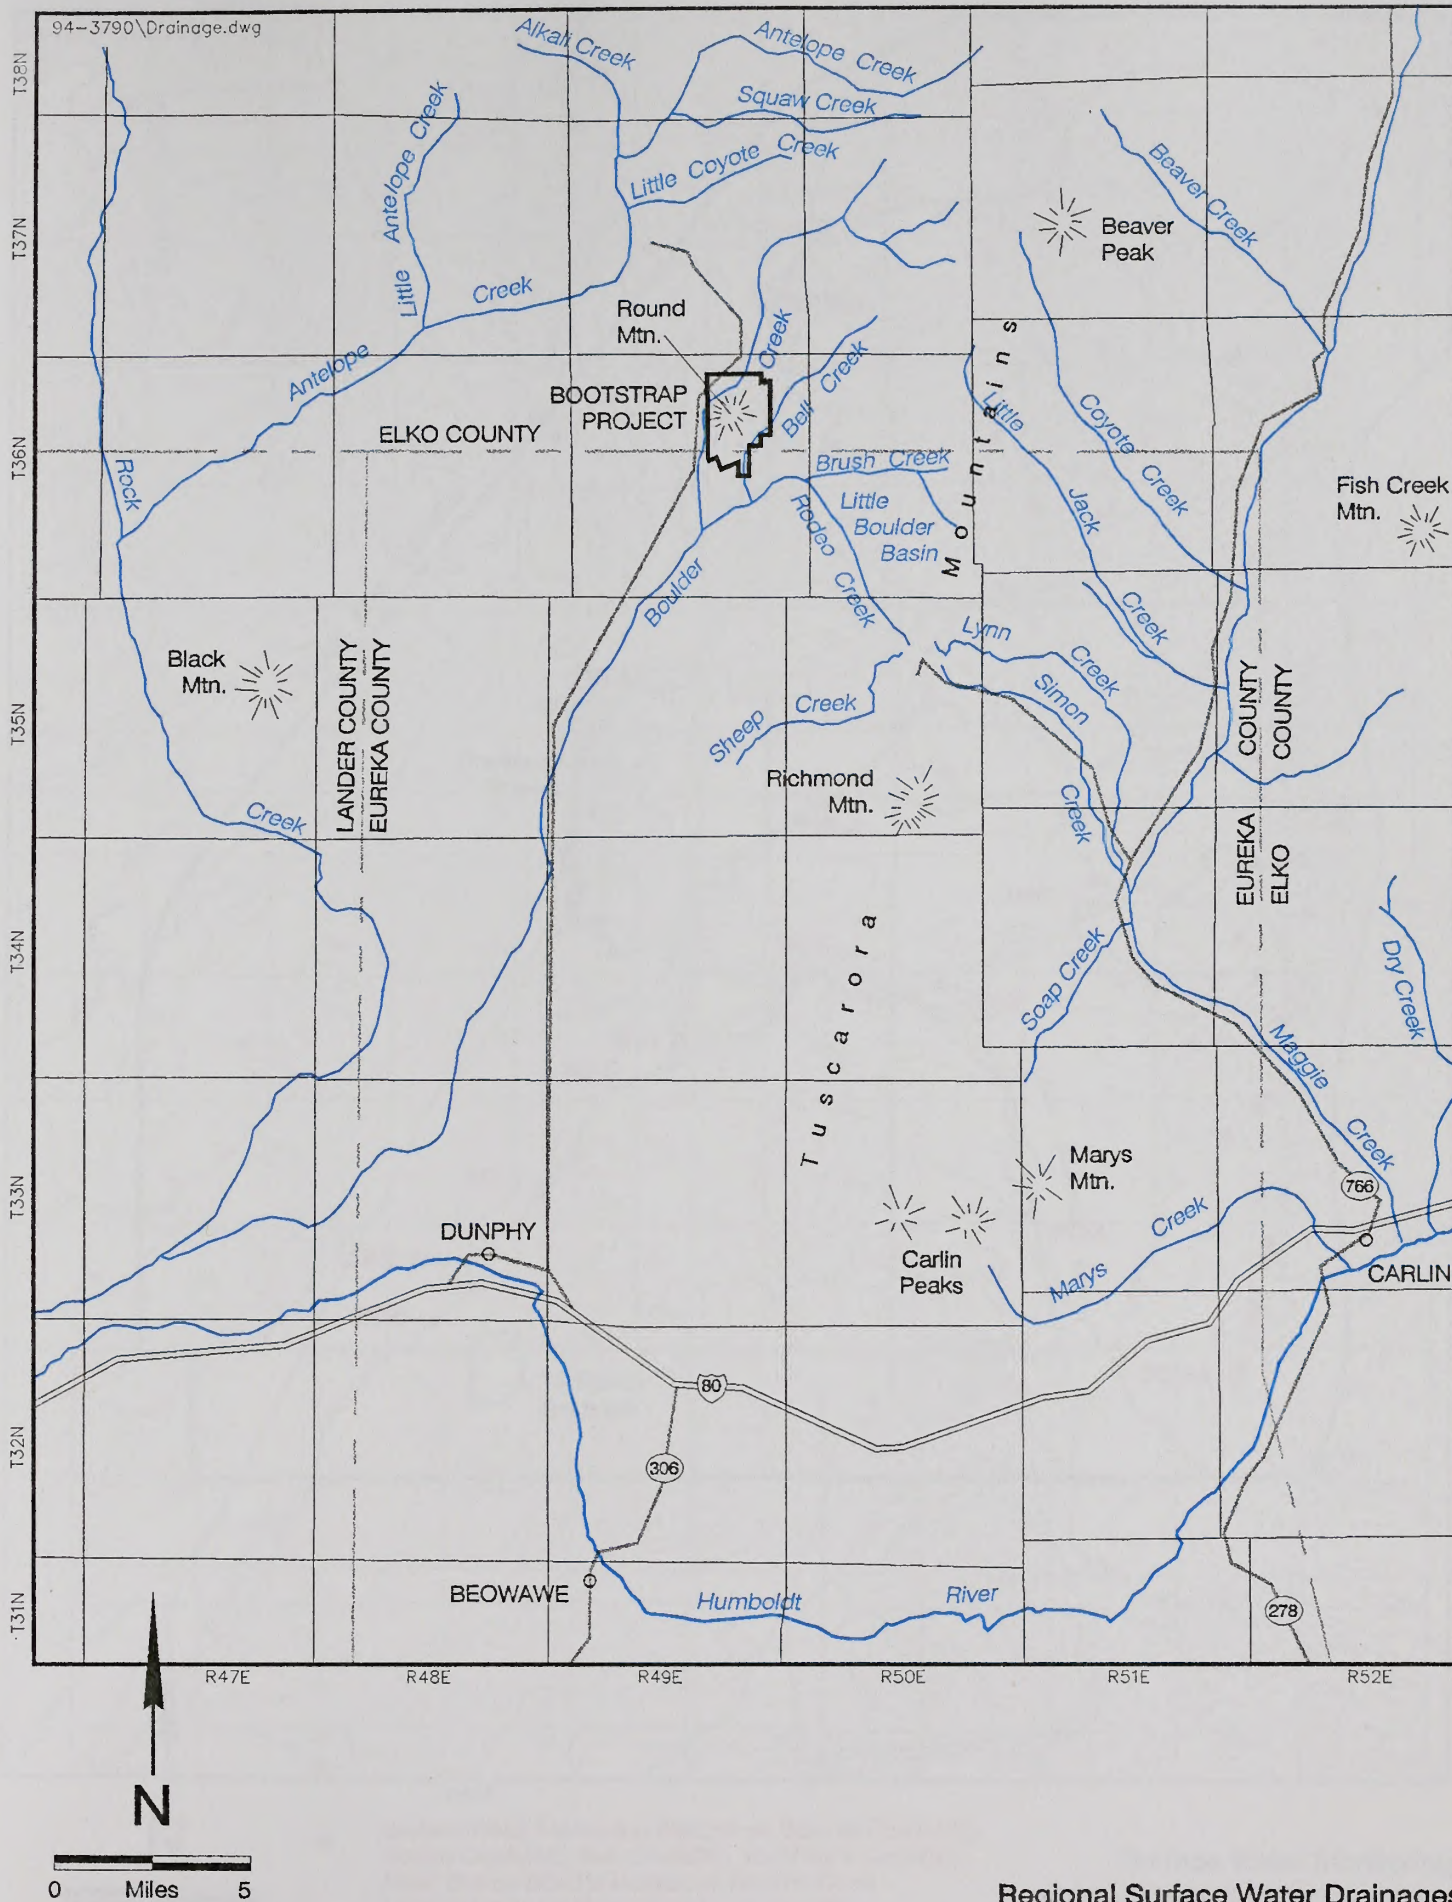 94-3790\Drainage.dwg
Alkali Creek
Antelope Creek
Squaw Creek
Little Coyote Creek
Little Antelope Creek
Antelope Creek
Beaver Creek
Beaver
Peak
Round
Mtn.
Creek
BOOTSTRAP
PROJECT
Bell Creek
ELKO COUNTY
Brush Creek
Little
Boulder
Basin
Rodeo Creek
Boulder
Little Jack Creek
Coyote Creek
Fish Creek
Mtn.
Rock Creek
Black
Mtn.
LANDER COUNTY
EUREKA COUNTY
Lynn Creek
Simon Creek
Sheep Creek
Richmond
Mtn.
EUREKA COUNTY
ELKO COUNTY
Tuscarora Mountains
Soap Creek
Dry Creek
Maggie Creek
Marys
Mtn.
766
DUNPHY
Carlin
Peaks
Marys Creek
CARLIN
80
306
BEOWAWE
Humboldt River
278
T38N
T37N
T36N
T35N
T34N
T33N
T32N
T31N
R47E R48E R49E R50E R51E R52E
N
0 Miles 5
Regional Surface Water Drainages